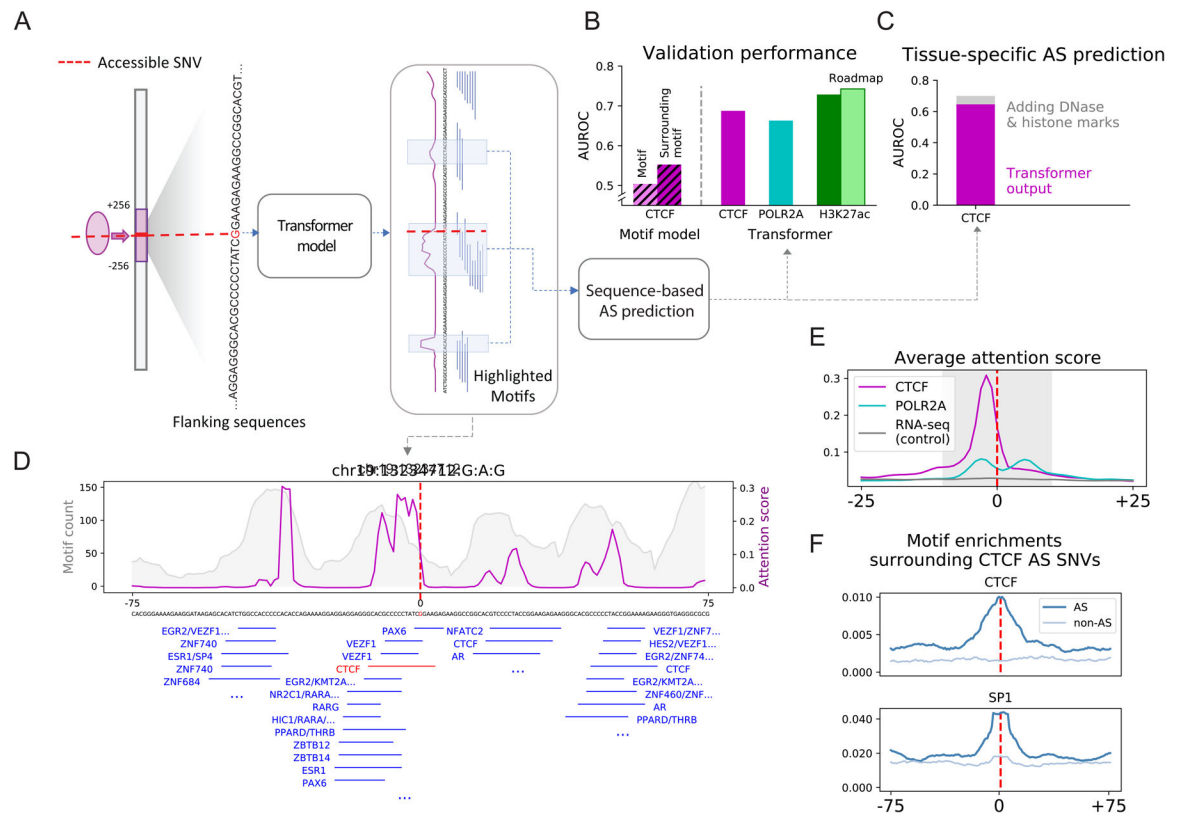 A
Accessible SNV
+256
-256
...AGGAGGGCACGCCCCCTATCGGAAGAGAAGGCCGGCACGT...
Flanking sequences
Transformer
model
Highlighted
Motifs
Sequence-based
AS prediction
B
Validation performance
AUROC
0.8
0.7
0.6
0.5
Motif
Surrounding
motif
Roadmap
CTCF
CTCF
POLR2A
H3K27ac
Motif model
Transformer
C
Tissue-specific AS prediction
AUROC
0.8
0.6
0.4
0.2
0.0
Adding DNase
& histone marks
Transformer
output
CTCF
D
chr19:13234712:G:A:G
Motif count
150
100
50
0
0.3
0.2
0.1
0.0
Attention score
-75
0
75
EGR2/VEZF1...
ZNF740
ESR1/SP4
ZNF740
ZNF684
...
PAX6
VEZF1
VEZF1
CTCF
EGR2/KMT2A...
NR2C1/RARA...
RARG
HIC1/RARA/...
PPARD/THRB
ZBTB12
ZBTB14
ESR1
PAX6
...
NFATC2
CTCF
AR
...
VEZF1/ZNF7...
HES2/VEZF1...
EGR2/ZNF74...
CTCF
EGR2/KMT2A...
ZNF460/ZNF...
AR
PPARD/THRB
...
E
Average attention score
0.3
0.2
0.1
CTCF
POLR2A
RNA-seq
(control)
-25
0
+25
F
Motif enrichments
surrounding CTCF AS SNVs
CTCF
0.010
0.005
0.000
AS
non-AS
SP1
0.040
0.020
0.000
-75
0
+75